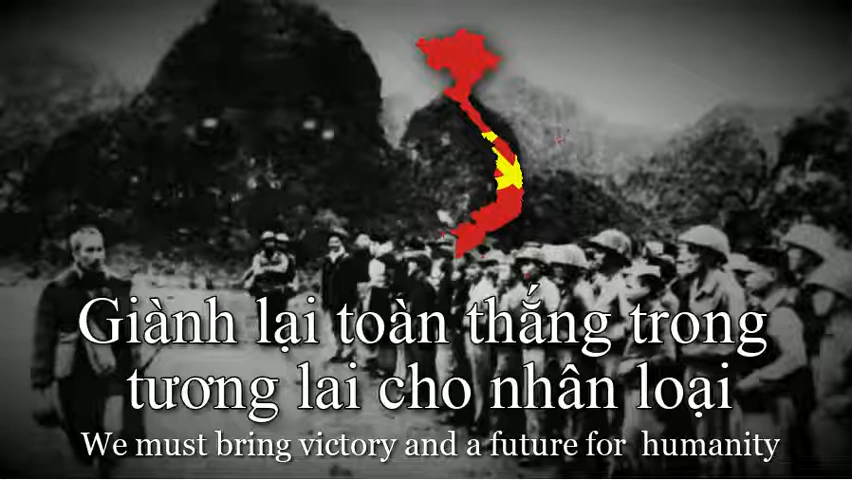 Giành lại toàn thắng trong
tương lai cho nhân loại
We must bring victory and a future for humanity